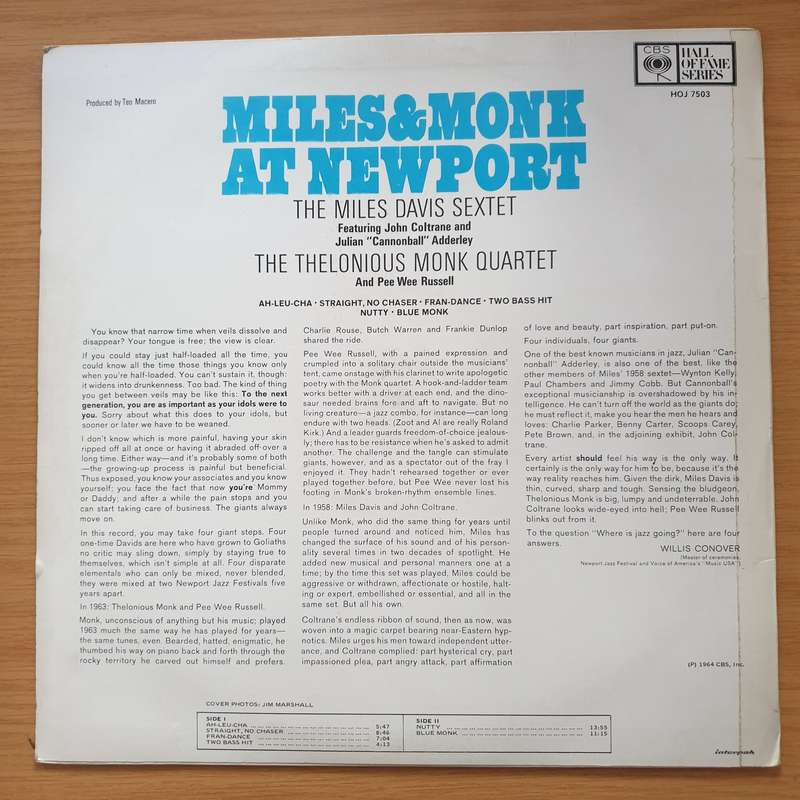 CBS
HALL
OF FAME
SERIES
HOJ 7503
Produced by Teo Macero
MILES&MONK
AT NEWPORT
THE MILES DAVIS SEXTET
Featuring John Coltrane and
Julian "Cannonball" Adderley
THE THELONIOUS MONK QUARTET
And Pee Wee Russell
AH-LEU-CHA · STRAIGHT, NO CHASER · FRAN-DANCE · TWO BASS HIT
NUTTY · BLUE MONK
You know that narrow time when veils dissolve and
disappear? Your tongue is free; the view is clear.
If you could stay just half-loaded all the time, you
could know all the time those things you know only
when you're half-loaded. You can't sustain it, though:
it widens into drunkenness. Too bad. The kind of thing
you get between veils may be like this: To the next
generation, you are as important as your idols were to
you. Sorry about what this does to your idols, but
sooner or later we have to be weaned.
I don't know which is more painful, having your skin
ripped off all at once or having it abraded off over a
long time. Either way—and it's probably some of both
—the growing-up process is painful but beneficial.
Thus exposed, you know your associates and you know
yourself; you face the fact that now you're Mommy
or Daddy; and after a while the pain stops and you
can start taking care of business. The giants always
move on.
In this record, you may take four giant steps. Four
one-time Davids are here who have grown to Goliaths
no critic may sling down, simply by staying true to
themselves, which isn't simple at all. Four disparate
elementals who can only be mixed, never blended,
they were mixed at two Newport Jazz Festivals five
years apart.
In 1963: Thelonious Monk and Pee Wee Russell.
Monk, unconscious of anything but his music; played
1963 much the same way he has played for years—
the same tunes, even. Bearded, hatted, enigmatic, he
thumbed his way on piano back and forth through the
rocky territory he carved out himself and prefers.
Charlie Rouse, Butch Warren and Frankie Dunlop
shared the ride.
Pee Wee Russell, with a pained expression and
crumpled into a solitary chair outside the musicians'
tent, came onstage with his clarinet to write apologetic
poetry with the Monk quartet. A hook-and-ladder team
works better with a driver at each end, and the dino-
saur needed brains fore and aft to navigate. But no
living creature—a jazz combo, for instance—can long
endure with two heads. (Zoot and Al are really Roland
Kirk.) And a leader guards freedom-of-choice jealous-
ly; there has to be resistance when he's asked to admit
another. The challenge and the tangle can stimulate
giants, however, and as a spectator out of the fray I
enjoyed it. They hadn't rehearsed together or ever
played together before, but Pee Wee never lost his
footing in Monk's broken-rhythm ensemble lines.
In 1958: Miles Davis and John Coltrane.
Unlike Monk, who did the same thing for years until
people turned around and noticed him, Miles has
changed the surface of his sound and of his person-
ality several times in two decades of spotlight. He
added new musical and personal manners one at a
time; by the time this set was played, Miles could be
aggressive or withdrawn, affectionate or hostile, halt-
ing or expert, embellished or essential, and all in the
same set. But all his own.
Coltrane's endless ribbon of sound, then as now, was
woven into a magic carpet bearing near-Eastern hyp-
notics. Miles urges his men toward independent utter-
ance, and Coltrane complied: part hysterical cry, part
impassioned plea, part angry attack, part affirmation
of love and beauty, part inspiration, part put-on.
Four individuals, four giants.
One of the best known musicians in jazz, Julian "Can-
nonball" Adderley, is also one of the best, like the
other members of Miles' 1958 sextet—Wynton Kelly,
Paul Chambers and Jimmy Cobb. But Cannonball's
exceptional musicianship is overshadowed by his in-
telligence. He can't turn off the world as the giants do;
he must reflect it, make you hear the men he hears and
loves: Charlie Parker, Benny Carter, Scoops Carey,
Pete Brown, and, in the adjoining exhibit, John Col-
trane.
Every artist should feel his way is the only way. It
certainly is the only way for him to be, because it's the
way reality reaches him. Given the dirk, Miles Davis is
thin, curved, sharp and tough. Sensing the bludgeon,
Thelonious Monk is big, lumpy and undeterrable. John
Coltrane looks wide-eyed into hell; Pee Wee Russell
blinks out from it.
To the question "Where is jazz going?" here are four
answers.
WILLIS CONOVER
(Master of ceremonies,
Newport Jazz Festival and Voice of America's "Music USA")
(P) 1964 CBS, Inc.
COVER PHOTOS: JIM MARSHALL
SIDE I
AH-LEU-CHA 5:47
STRAIGHT, NO CHASER 8:46
FRAN-DANCE 7:04
TWO BASS HIT 4:13
SIDE II
NUTTY 13:55
BLUE MONK 11:15
interpak